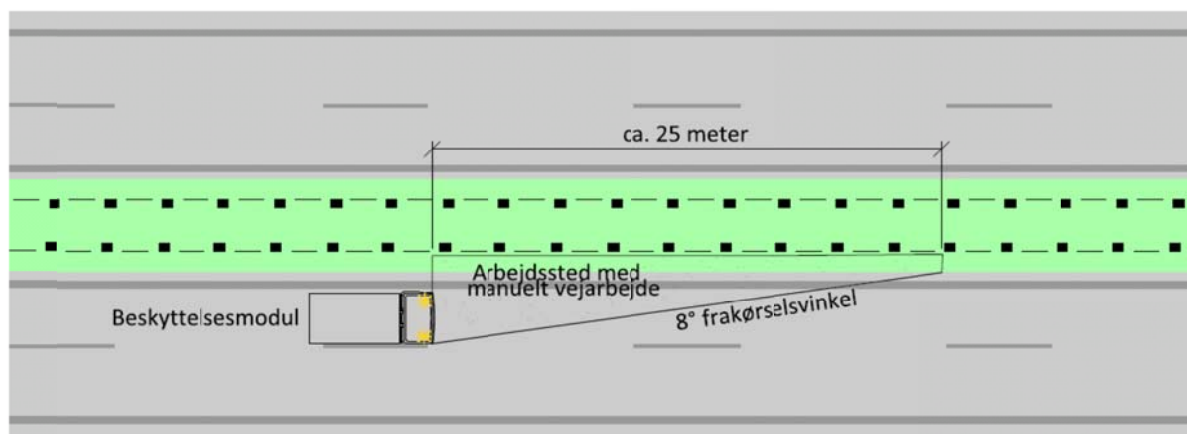 ca. 25 meter
Arbejdssted med
manuelt vejarbejde
8° frakørselsvinkel
Beskyttelsesmodul